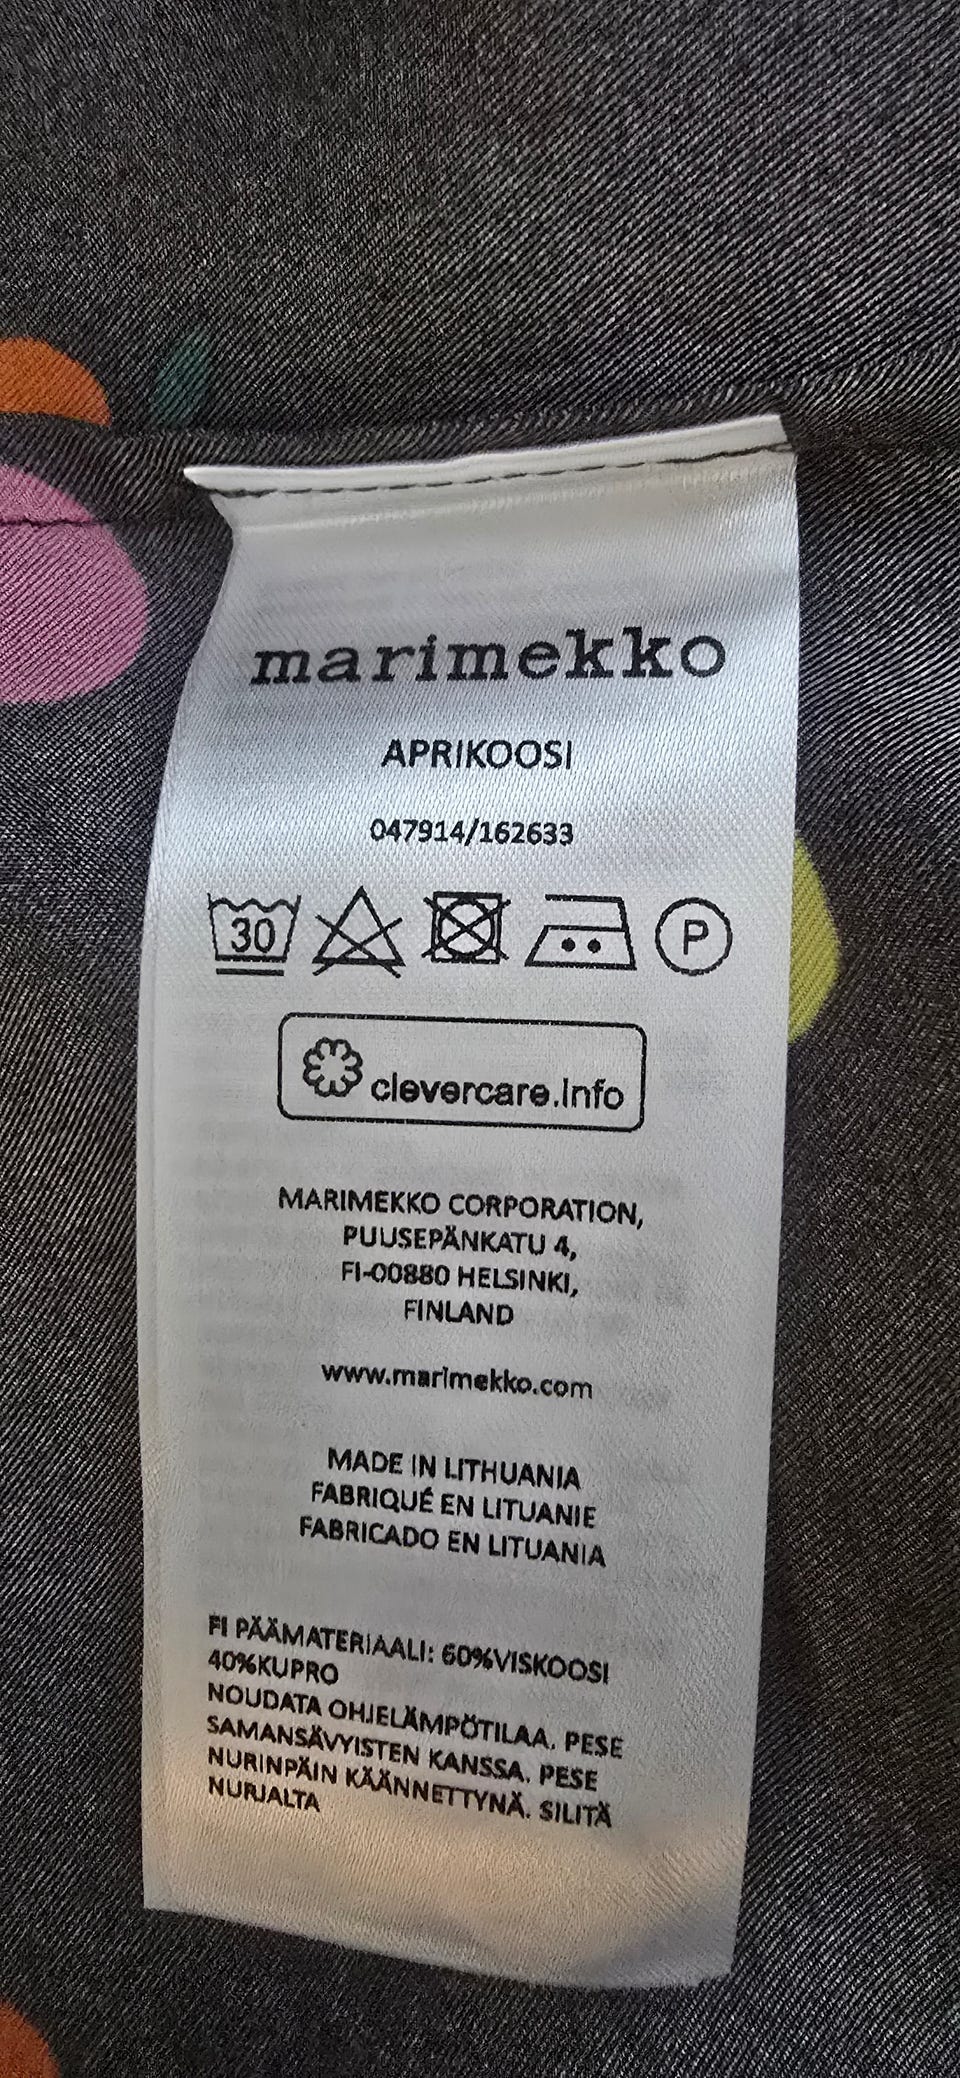 marimekko
APRIKOOSI
047914/162633
30 P
clevercare.info
MARIMEKKO CORPORATION,
PUUSEPÄNKATU 4,
FI-00880 HELSINKI,
FINLAND
www.marimekko.com
MADE IN LITHUANIA
FABRIQUÉ EN LITUANIE
FABRICADO EN LITUANIA
FI PÄÄMATERIAALI: 60%VISKOOSI
40%KUPRO
NOUDATA OHJELÄMPÖTILAA. PESE
SAMANSÄVYISTEN KANSSA. PESE
NURINPÄIN KÄÄNNETTYNÄ. SILITÄ
NURJALTA